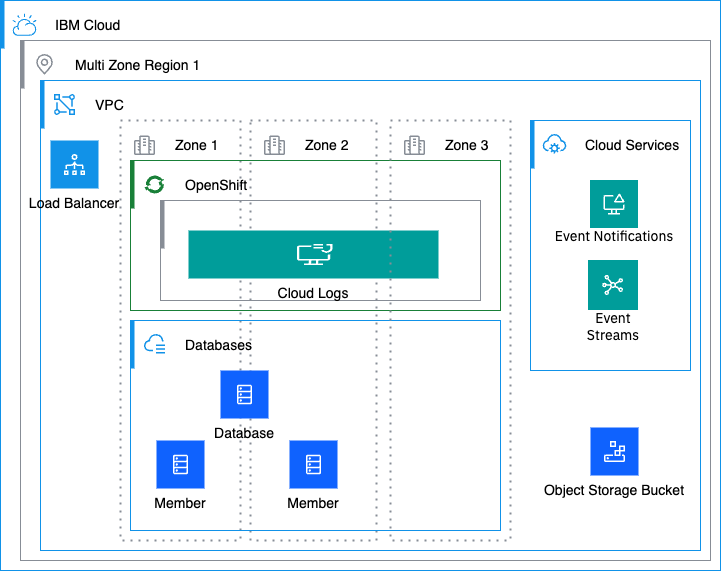 IBM Cloud
Multi Zone Region 1
VPC
Zone 1
Zone 2
Zone 3
Load Balancer
OpenShift
Cloud Logs
Databases
Database
Member
Member
Cloud Services
Event Notifications
Event
Streams
Object Storage Bucket